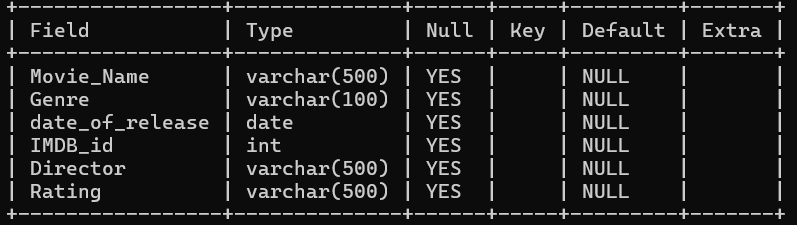 +-----------------+--------------+------+-----+---------+-------+
| Field           | Type         | Null | Key | Default | Extra |
+-----------------+--------------+------+-----+---------+-------+
| Movie_Name      | varchar(500) | YES  |     | NULL    |       |
| Genre           | varchar(100) | YES  |     | NULL    |       |
| date_of_release | date         | YES  |     | NULL    |       |
| IMDB_id         | int          | YES  |     | NULL    |       |
| Director        | varchar(500) | YES  |     | NULL    |       |
| Rating          | varchar(500) | YES  |     | NULL    |       |
+-----------------+--------------+------+-----+---------+-------+